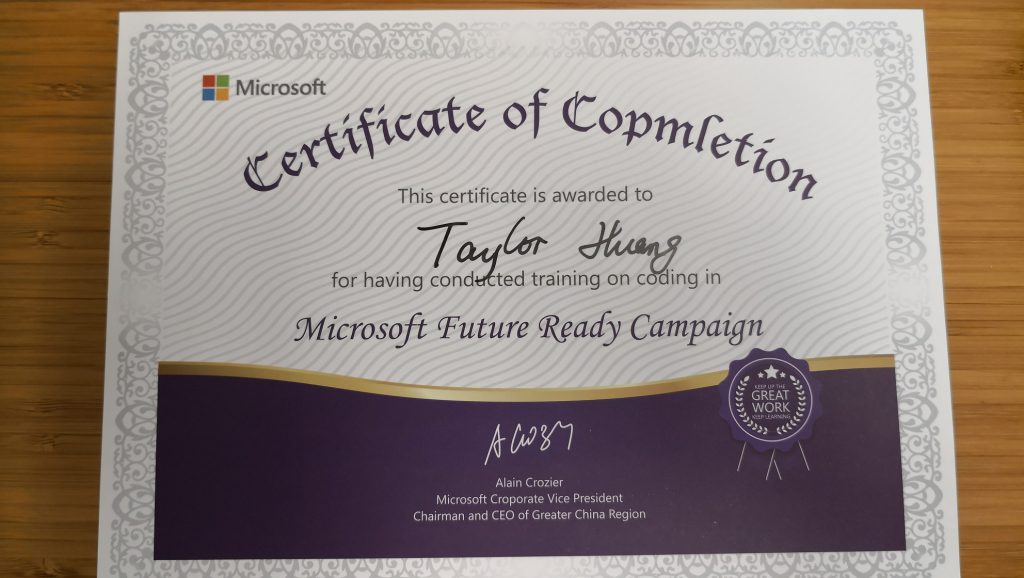 Microsoft
Certificate of Copmletion
This certificate is awarded to
Taylor Huang
for having conducted training on coding in
Microsoft Future Ready Campaign
KEEP UP THE
GREAT
WORK
KEEP LEARNING
A Crozy
Alain Crozier
Microsoft Croporate Vice President
Chairman and CEO of Greater China Region